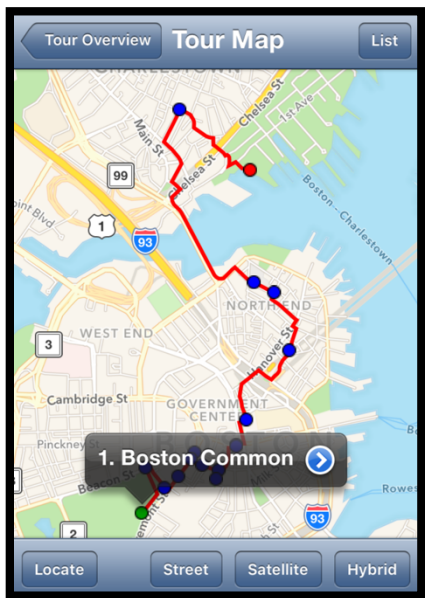 Tour Overview
Tour Map
List
CHARLESTOWN
Chelsea St
1st Ave
Main St
99
Chelsea St
Boston - Charlestown
1
93
NORTH END
WEST END
3
Hanover St
Cambridge St
GOVERNMENT
CENTER
Pinckney
1. Boston Common
Beacon St
Rowes
93
2
Locate
Street
Satellite
Hybrid